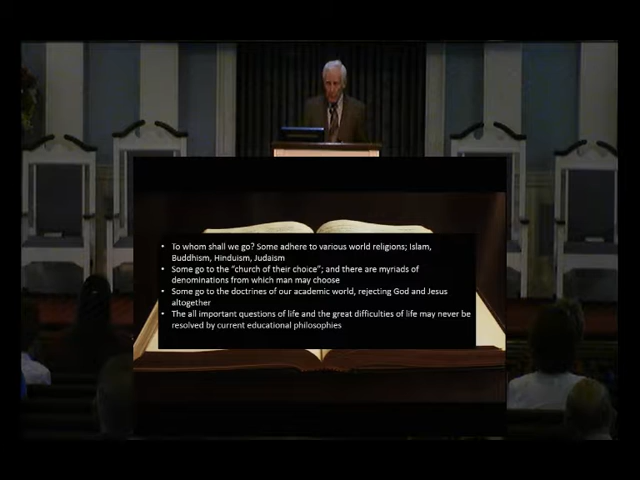 • To whom shall we go? Some adhere to various world religions; Islam,
Buddhism, Hinduism, Judaism
• Some go to the "church of their choice"; and there are myriads of
denominations from which man may choose
• Some go to the doctrines of our academic world, rejecting God and Jesus
altogether
• The all important questions of life and the great difficulties of life may never be
resolved by current educational philosophies